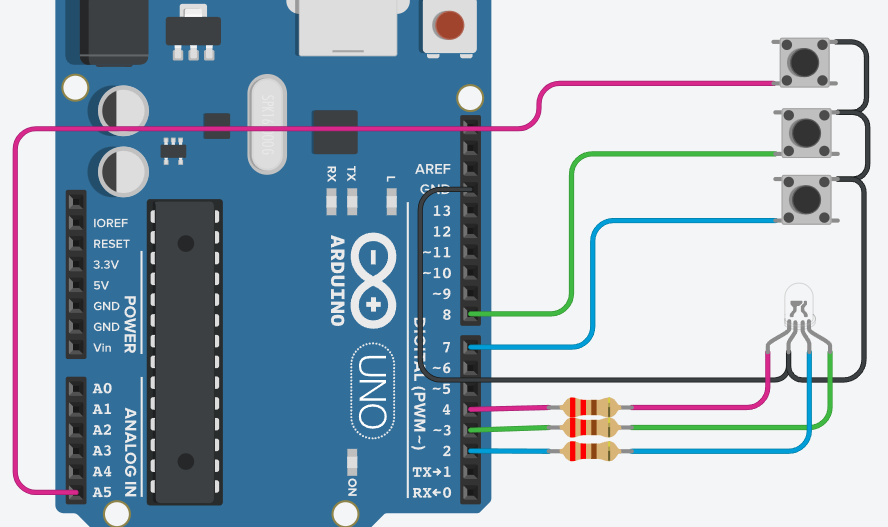 AREF
GND
13
12
~11
~10
~9
8
7
~6
~5
4
~3
2
TX→1
RX←0
DIGITAL (PWM~)
RX
TX
L
ARDUINO
UNO
ON
IOREF
RESET
3.3V
5V
GND
GND
Vin
POWER
A0
A1
A2
A3
A4
A5
ANALOG IN